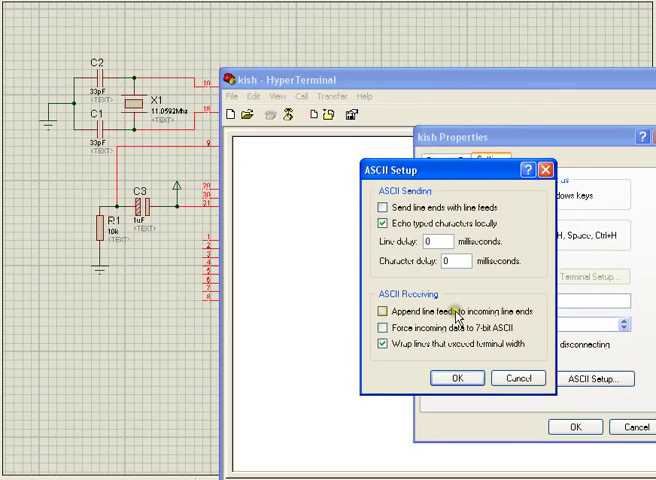 C2
33pF
<TEXT>
X1
11.0592Mhz
<TEXT>
C1
33pF
<TEXT>
C3
1uF
<TEXT>
R1
10k
<TEXT>
19
18
9
29
30
31
1
2
3
4
5
6
7
8
kish - HyperTerminal
File Edit View Call Transfer Help
kish Properties
?
dows keys
H, Space, Ctrl+H
Terminal Setup...
disconnecting
ASCII Setup...
OK
Cancel
ASCII Setup
?
ASCII Sending
Send line ends with line feeds
Echo typed characters locally
Line delay: 0 milliseconds.
Character delay: 0 milliseconds.
ASCII Receiving
Append line feeds to incoming line ends
Force incoming data to 7-bit ASCII
Wrap lines that exceed terminal width
OK
Cancel